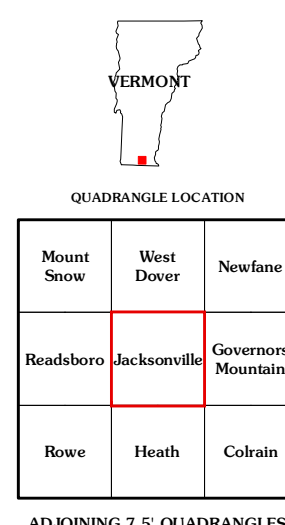 VERMONT
QUADRANGLE LOCATION
Mount
Snow
West
Dover
Newfane
Readsboro
Jacksonville
Governors
Mountain
Rowe
Heath
Colrain
ADJOINING 7.5' QUADRANGLES